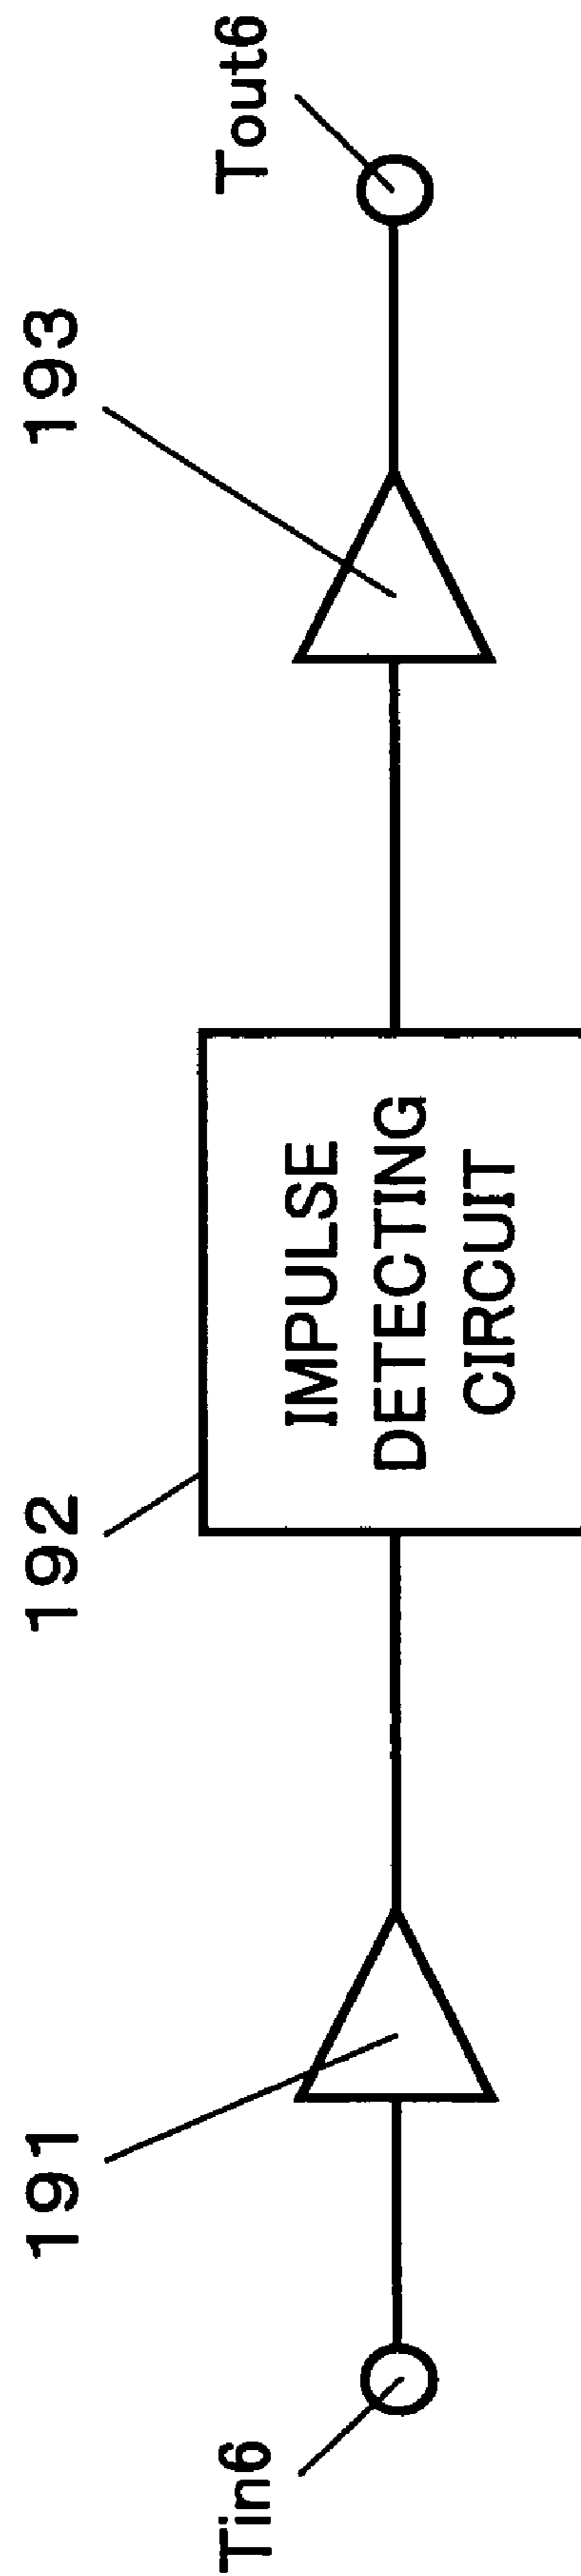 191
192
193
Tin6
IMPULSE
DETECTING
CIRCUIT
Tout6